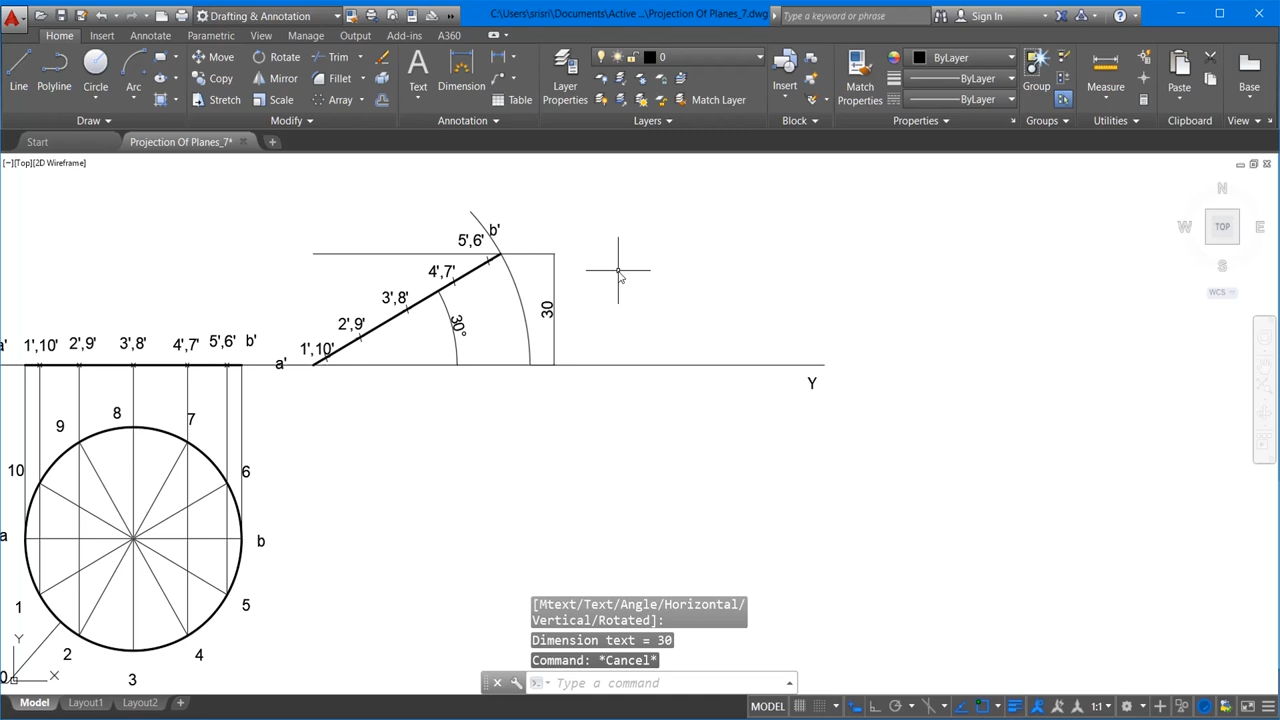 Drafting & Annotation
C:\Users\srisri\Documents\Active ...\Projection Of Planes_7.dwg
Type a keyword or phrase
Sign In
Home Insert Annotate Parametric View Manage Output Add-ins A360
Line Polyline Circle Arc
Move Rotate Trim
Copy Mirror Fillet
Stretch Scale Array
Text Dimension Table
Layer Properties
0
Match Layer
Insert
Match Properties
ByLayer
ByLayer
ByLayer
Group Measure Paste Base
Draw Modify Annotation Layers Block Properties Groups Utilities Clipboard View
Start Projection Of Planes_7*
[−][Top][2D Wireframe]
N
W TOP E
S
WCS
b'
5',6'
4',7'
3',8'
2',9'
1',10'
30°
30
a' 1',10' 2',9' 3',8' 4',7' 5',6' b' a'
Y
8
9 7
10 6
a b
1 5
2 4
3
Y
X
[Mtext/Text/Angle/Horizontal/
Vertical/Rotated]:
Dimension text = 30
Command: *Cancel*
Type a command
Model Layout1 Layout2
MODEL 1:1